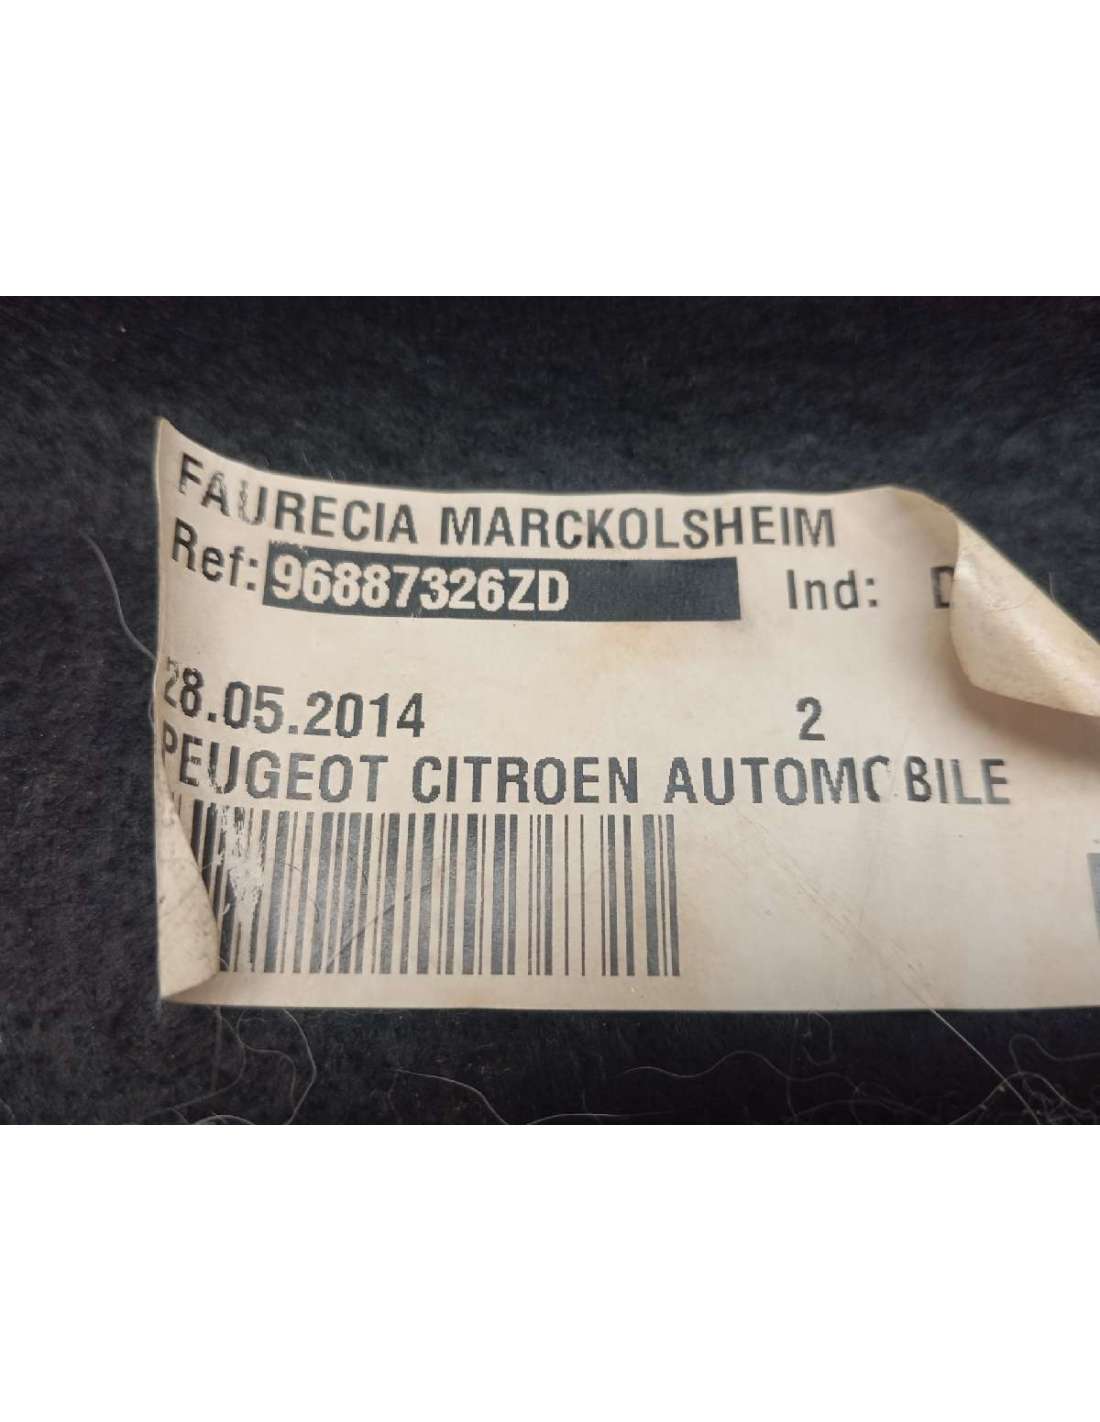 FAURECIA MARCKOLSHEIM
Ref: 96887326ZD Ind:
28.05.2014 2
PEUGEOT CITROEN AUTOMOBILE